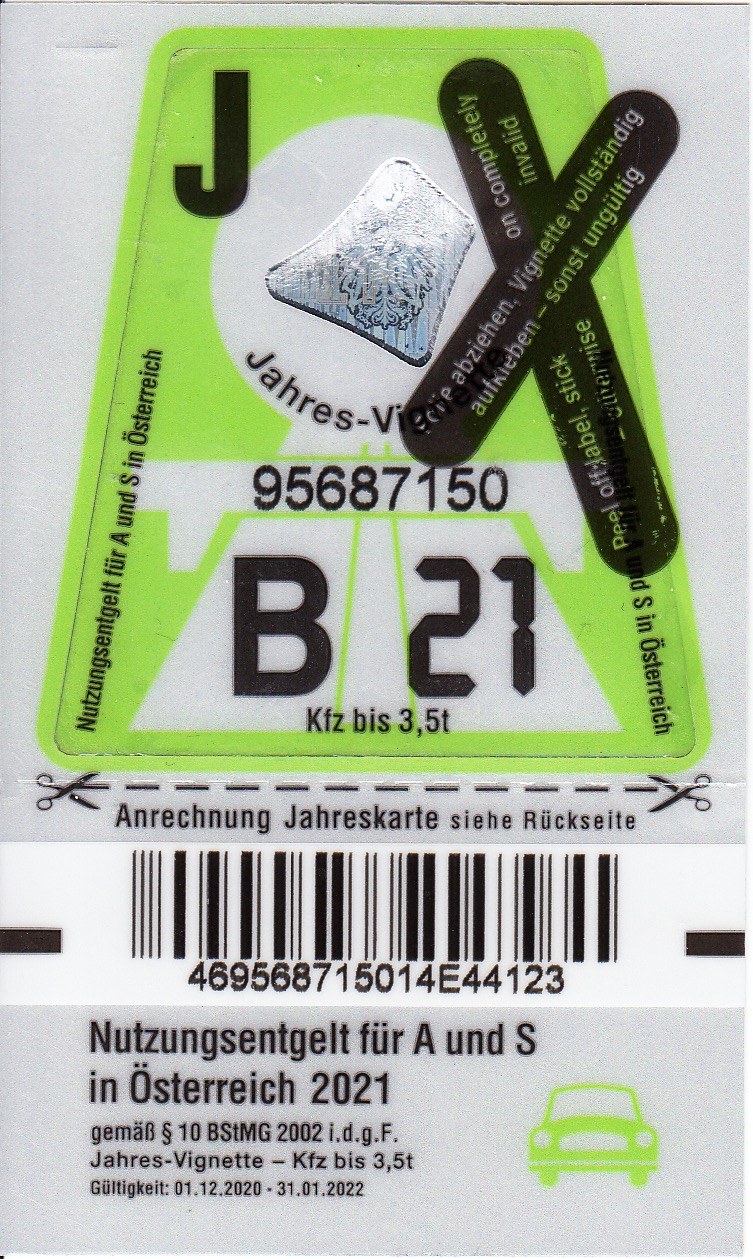 J
Peel off label, stick on completely
otherwise invalid
Folie abziehen, Vignette vollständig
aufkleben – sonst ungültig
Jahres-Vignette
Nutzungsentgelt für A und S in Österreich
Nutzungsentgelt für A und S in Österreich
95687150
B 21
Kfz bis 3,5t
Anrechnung Jahreskarte siehe Rückseite
469568715014E44123
Nutzungsentgelt für A und S
in Österreich 2021
gemäß § 10 BStMG 2002 i.d.g.F.
Jahres-Vignette – Kfz bis 3,5t
Gültigkeit: 01.12.2020 - 31.01.2022